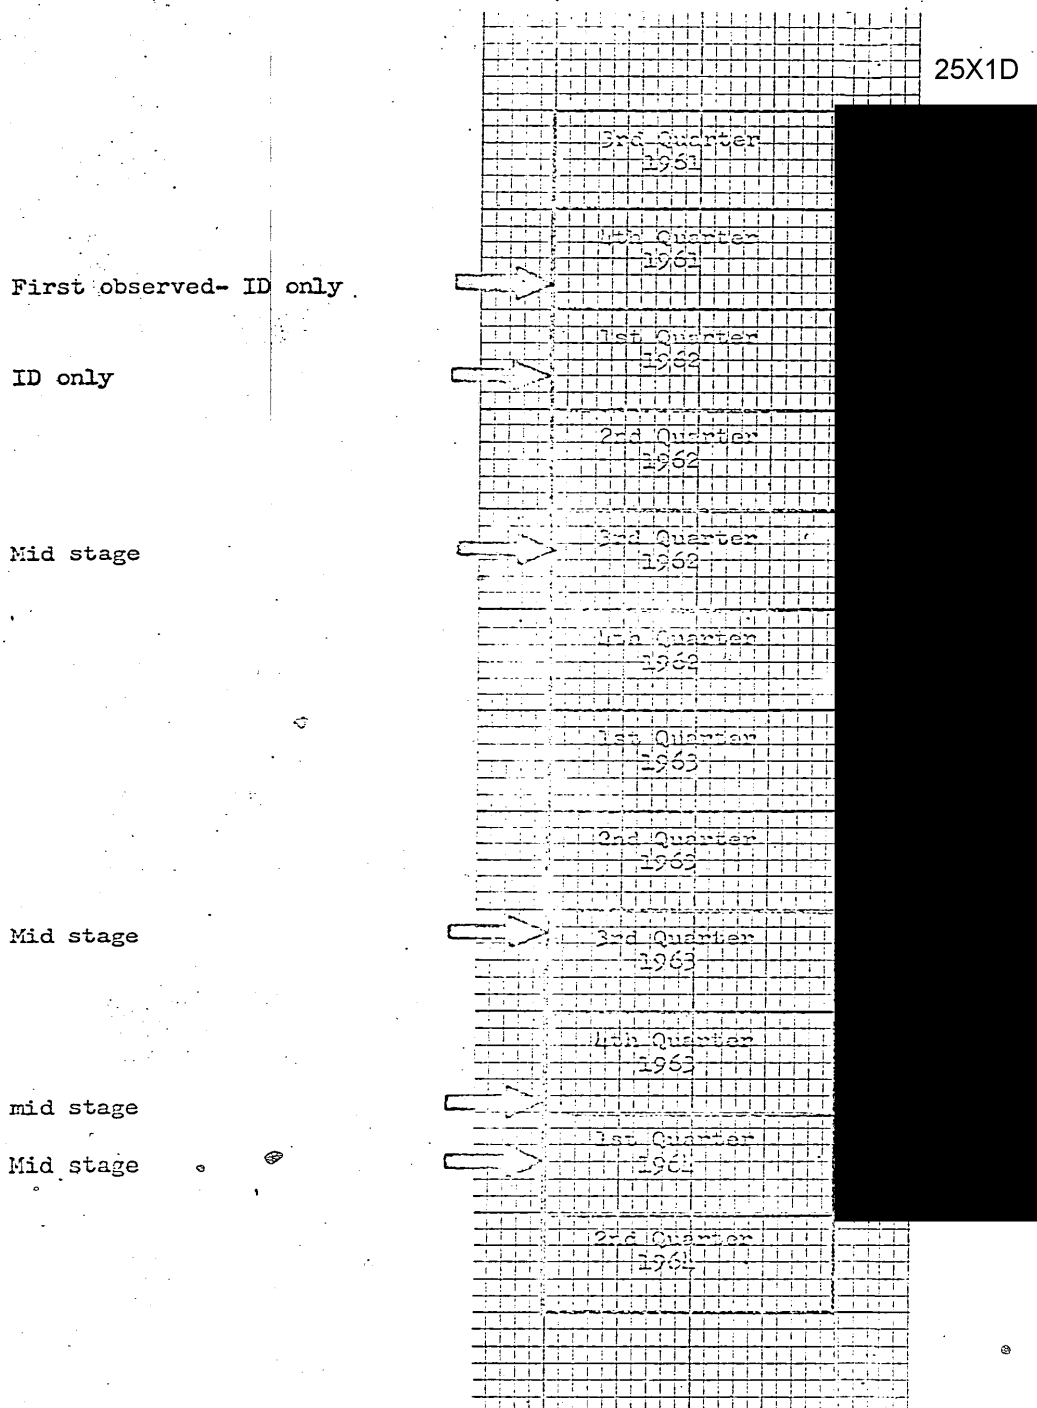 25X1D
3rd Quarter
1961
4th Quarter
1961
First observed- ID only
1st Quarter
1962
ID only
2nd Quarter
1962
3rd Quarter
1962
Mid stage
4th Quarter
1962
1st Quarter
1963
2nd Quarter
1963
Mid stage
3rd Quarter
1963
4th Quarter
1963
mid stage
1st Quarter
1964
Mid stage
2nd Quarter
1964